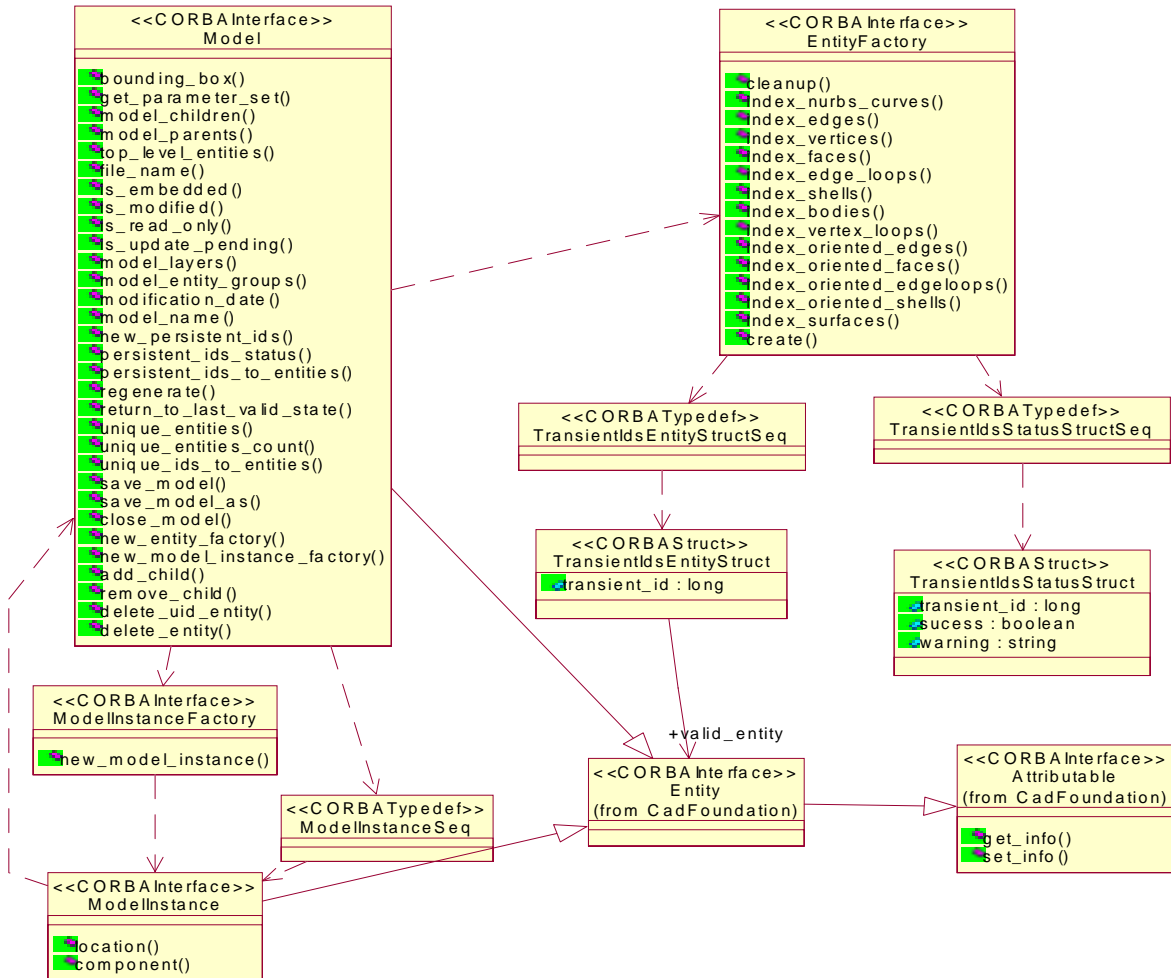 <<CORBAInterface>>
Model
bounding_box()
get_parameter_set()
model_children()
model_parents()
top_level_entities()
file_name()
is_embedded()
is_modified()
is_read_only()
is_update_pending()
model_layers()
model_entity_groups()
modification_date()
model_name()
new_persistent_ids()
persistent_ids_status()
persistent_ids_to_entities()
regenerate()
return_to_last_valid_state()
unique_entities()
unique_entities_count()
unique_ids_to_entities()
save_model()
save_model_as()
close_model()
new_entity_factory()
new_model_instance_factory()
add_child()
remove_child()
delete_uid_entity()
delete_entity()
<<CORBAInterface>>
EntityFactory
cleanup()
index_nurbs_curves()
index_edges()
index_vertices()
index_faces()
index_edge_loops()
index_shells()
index_bodies()
index_vertex_loops()
index_oriented_edges()
index_oriented_faces()
index_oriented_edgeloops()
index_oriented_shells()
index_surfaces()
create()
<<CORBATypedef>>
TransientIdsEntityStructSeq
<<CORBATypedef>>
TransientIdsStatusStructSeq
<<CORBAStruct>>
TransientIdsEntityStruct
transient_id : long
<<CORBAStruct>>
TransientIdsStatusStruct
transient_id : long
sucess : boolean
warning : string
<<CORBAInterface>>
ModelInstanceFactory
new_model_instance()
+valid_entity
<<CORBAInterface>>
Entity
(from CadFoundation)
<<CORBAInterface>>
Attributable
(from CadFoundation)
get_info()
set_info()
<<CORBATypedef>>
ModelInstanceSeq
<<CORBAInterface>>
ModelInstance
location()
component()